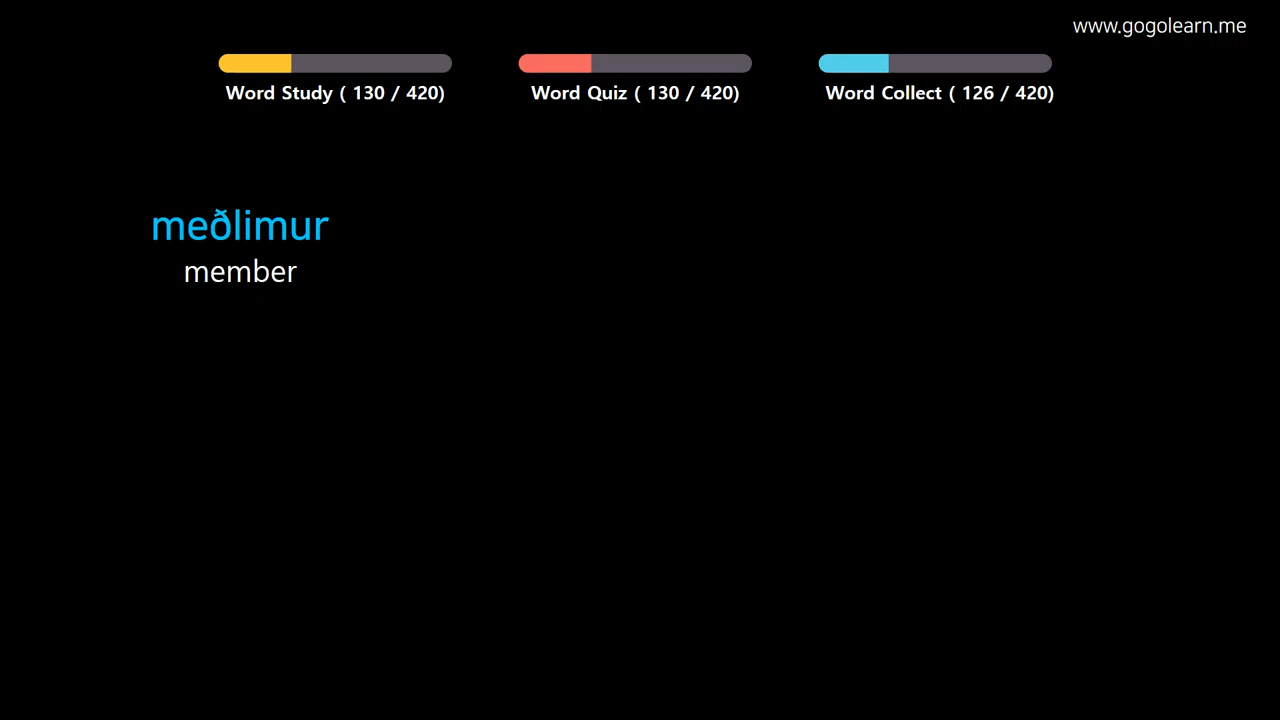 www.gogolearn.me
Word Study ( 130 / 420)
Word Quiz ( 130 / 420)
Word Collect ( 126 / 420)
meðlimur
member